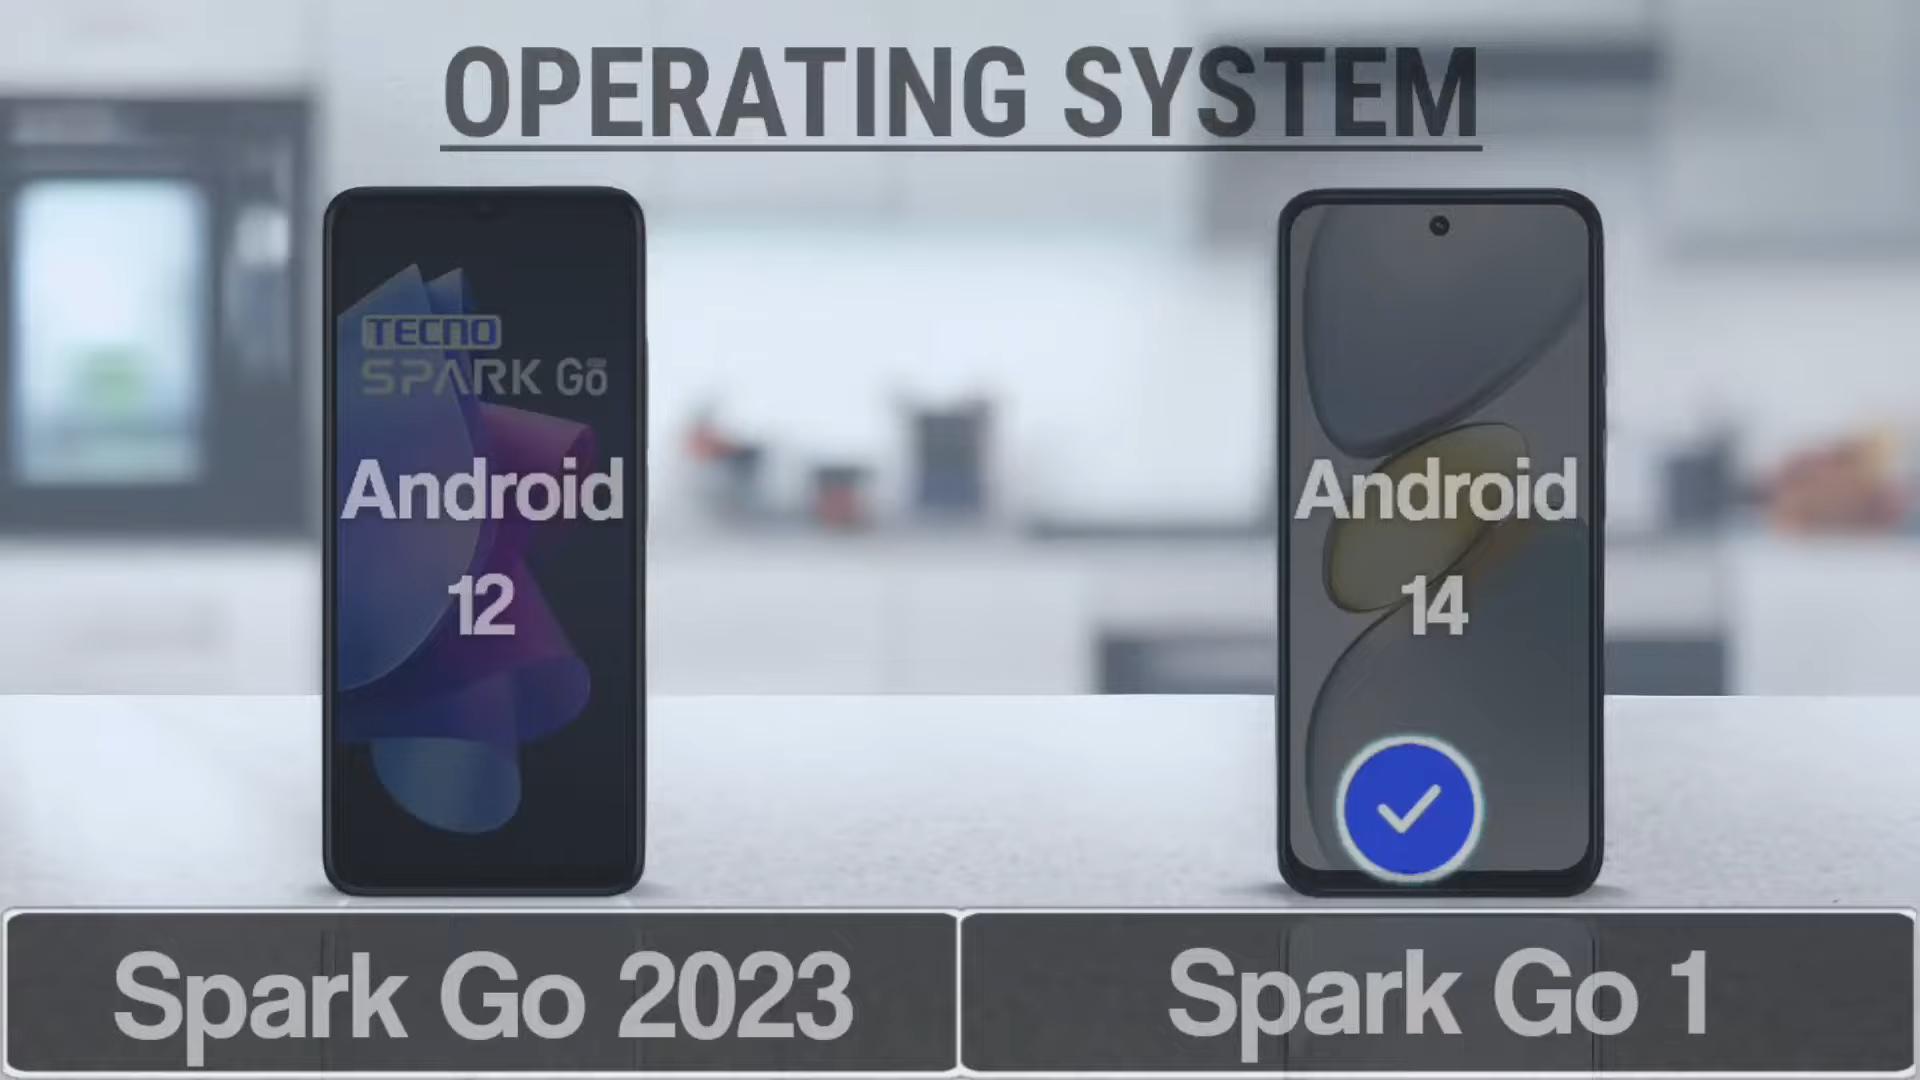 OPERATING SYSTEM
TECNO
SPARK Go
Android
12
Android
14
Spark Go 2023
Spark Go 1